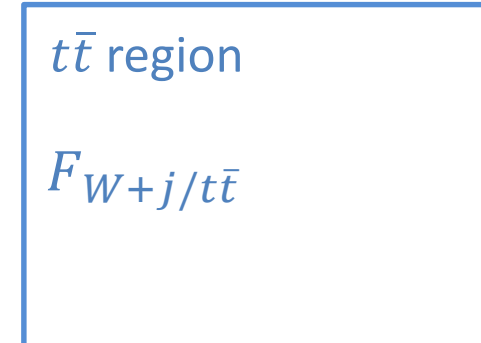 𝑡𝑡̅ region
𝐹_{𝑊+𝑗/𝑡𝑡̅}